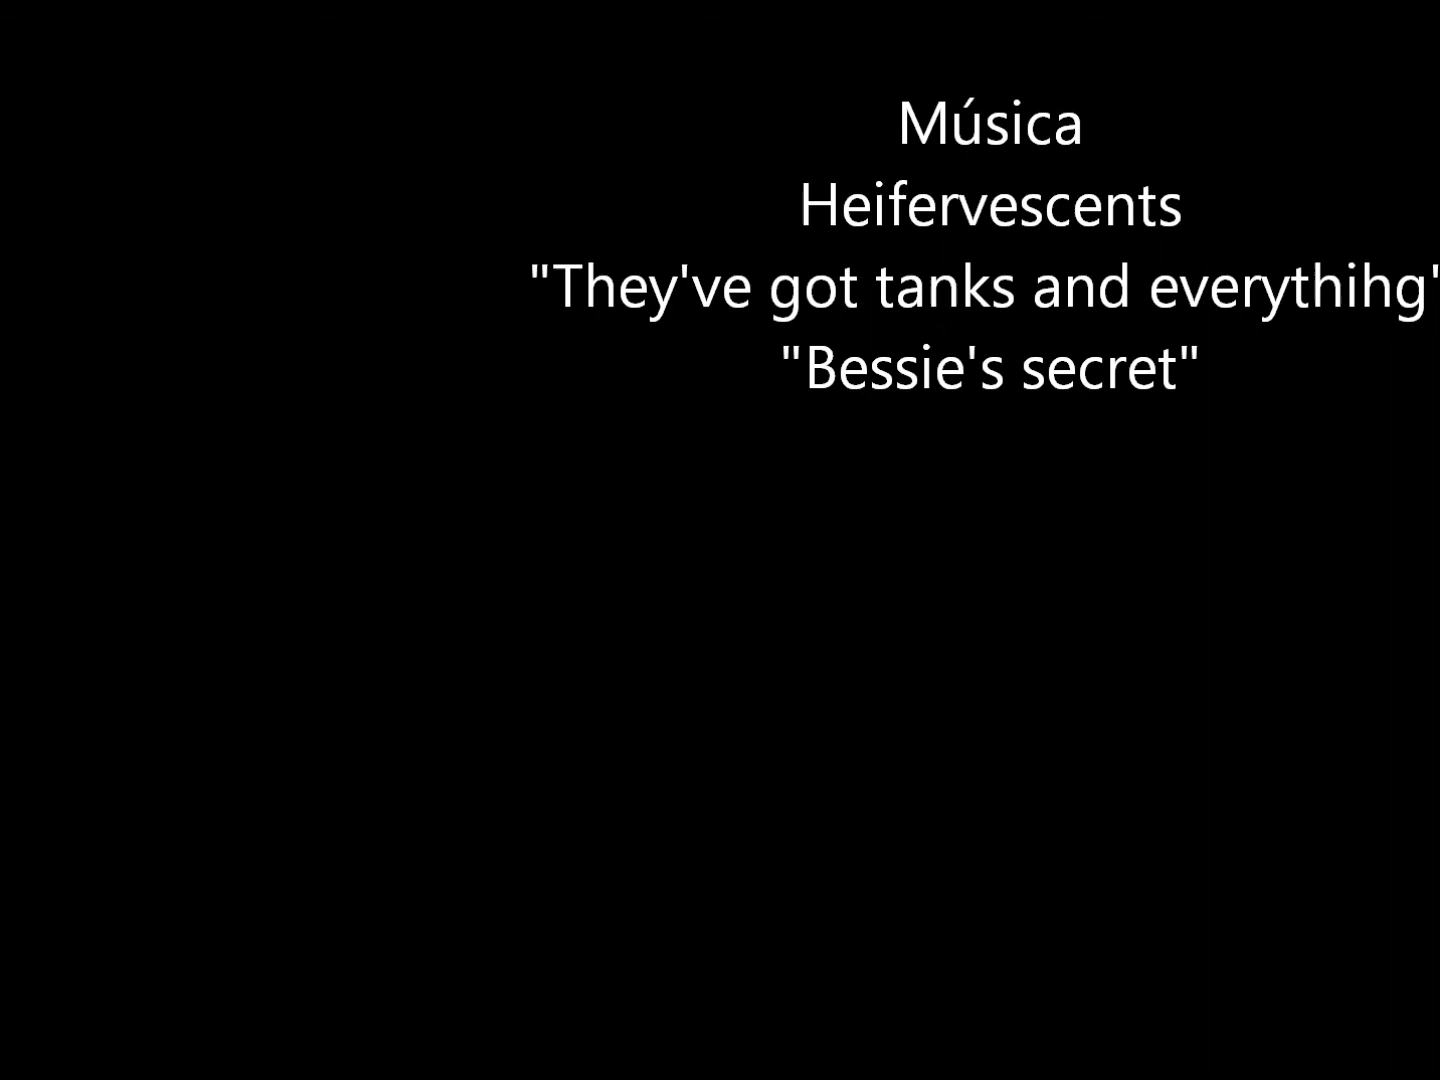 Música
Heifervescents
"They've got tanks and everythihg"
"Bessie's secret"